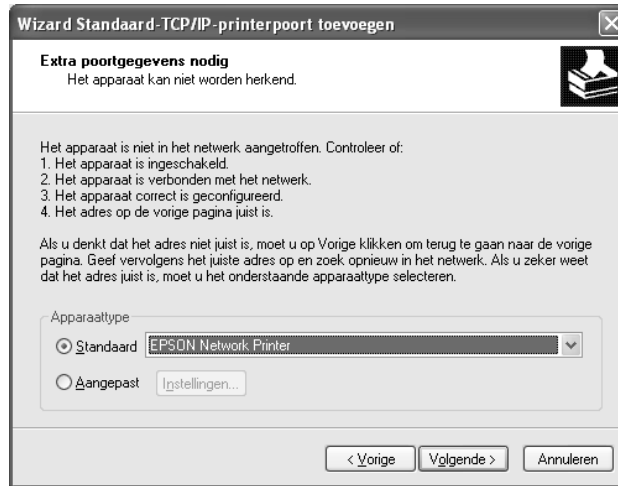 Wizard Standaard-TCP/IP-printerpoort toevoegen
Extra poortgegevens nodig
Het apparaat kan niet worden herkend.
Het apparaat is niet in het netwerk aangetroffen. Controleer of:
1. Het apparaat is ingeschakeld.
2. Het apparaat is verbonden met het netwerk.
3. Het apparaat correct is geconfigureerd.
4. Het adres op de vorige pagina juist is.
Als u denkt dat het adres niet juist is, moet u op Vorige klikken om terug te gaan naar de vorige
pagina. Geef vervolgens het juiste adres op en zoek opnieuw in het netwerk. Als u zeker weet
dat het adres juist is, moet u het onderstaande apparaattype selecteren.
Apparaattype
Standaard EPSON Network Printer
Aangepast Instellingen...
< Vorige Volgende > Annuleren